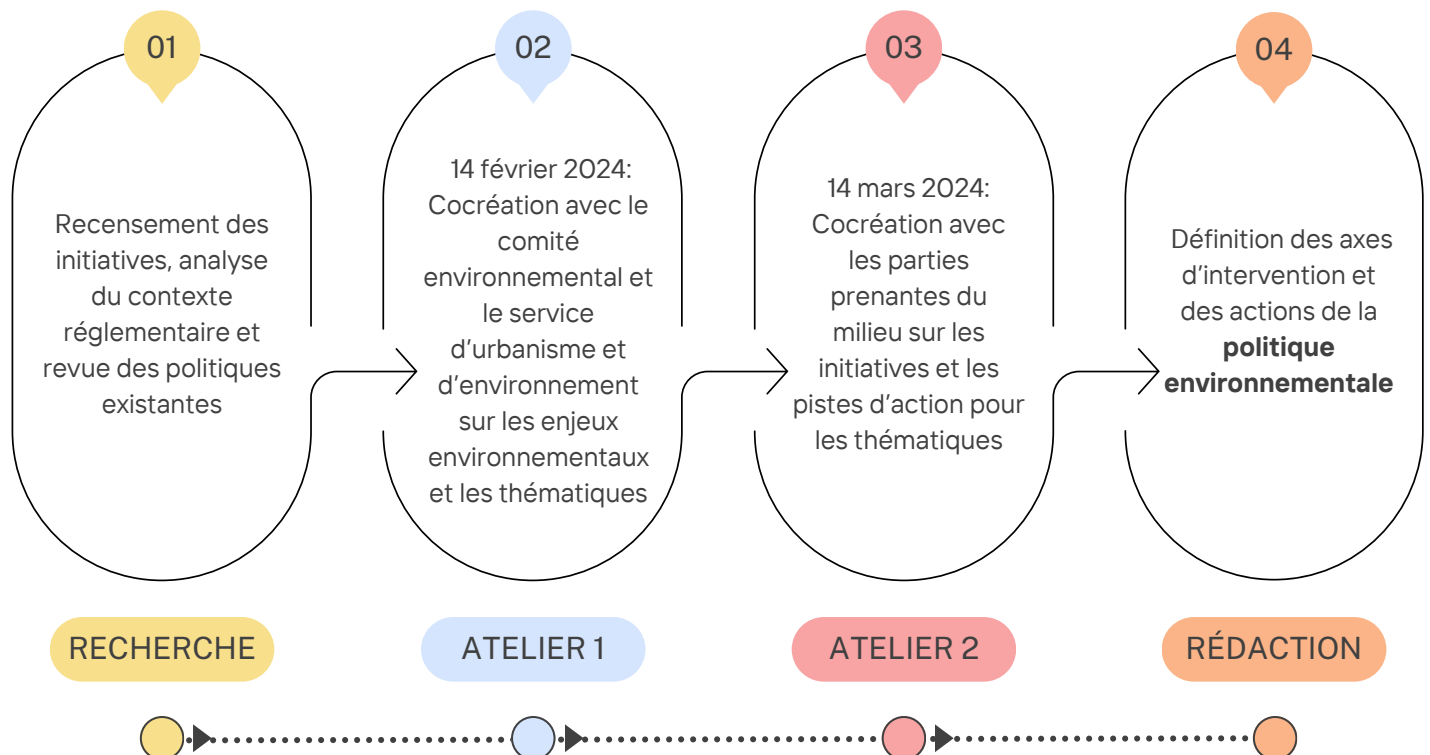 01
Recensement des
initiatives, analyse
du contexte
réglementaire et
revue des politiques
existantes
RECHERCHE
02
14 février 2024:
Cocréation avec le
comité
environnemental et
le service
d'urbanisme et
d'environnement
sur les enjeux
environnementaux
et les thématiques
ATELIER 1
03
14 mars 2024:
Cocréation avec
les parties
prenantes du
milieu sur les
initiatives et les
pistes d'action pour
les thématiques
ATELIER 2
04
Définition des axes
d'intervention et
des actions de la
politique
environnementale
RÉDACTION